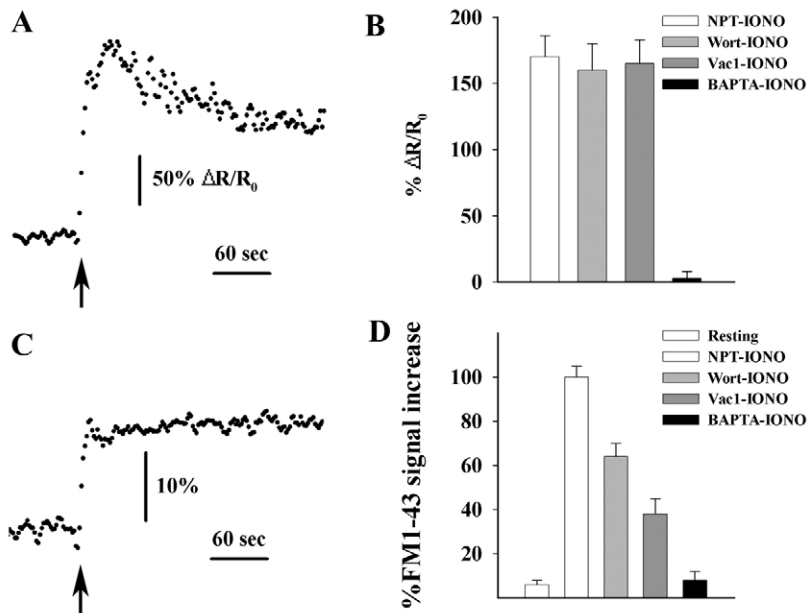 A
50% ΔR/R₀
60 sec
B
NPT-IONO
Wort-IONO
Vac1-IONO
BAPTA-IONO
% ΔR/R₀
200
150
100
50
0
C
10%
60 sec
D
Resting
NPT-IONO
Wort-IONO
Vac1-IONO
BAPTA-IONO
%FM1-43 signal increase
100
80
60
40
20